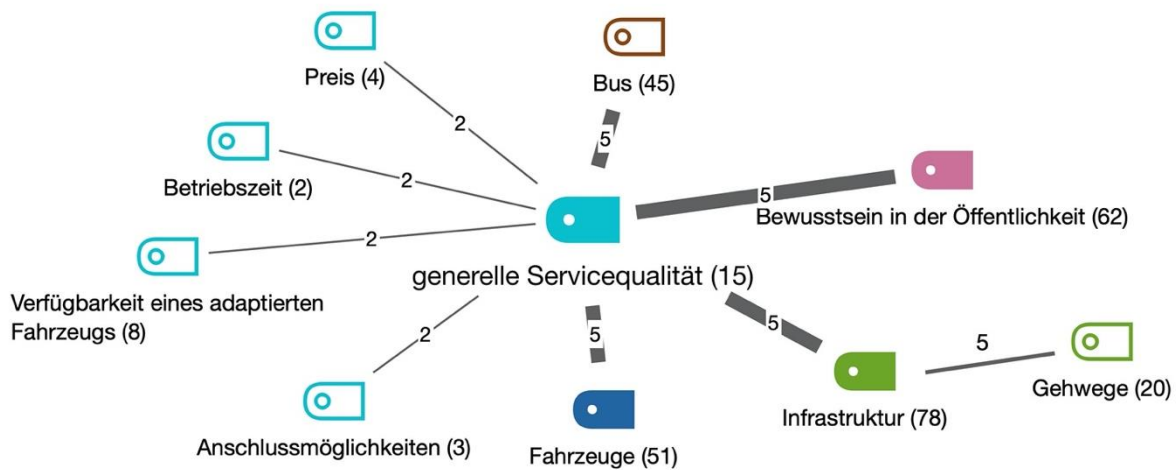 Preis (4)
Bus (45)
2
5
Betriebszeit (2)
2
5
Bewusstsein in der Öffentlichkeit (62)
2
Verfügbarkeit eines adaptierten
Fahrzeugs (8)
generelle Servicequalität (15)
2
5
5
5
Gehwege (20)
Infrastruktur (78)
Anschlussmöglichkeiten (3)
Fahrzeuge (51)